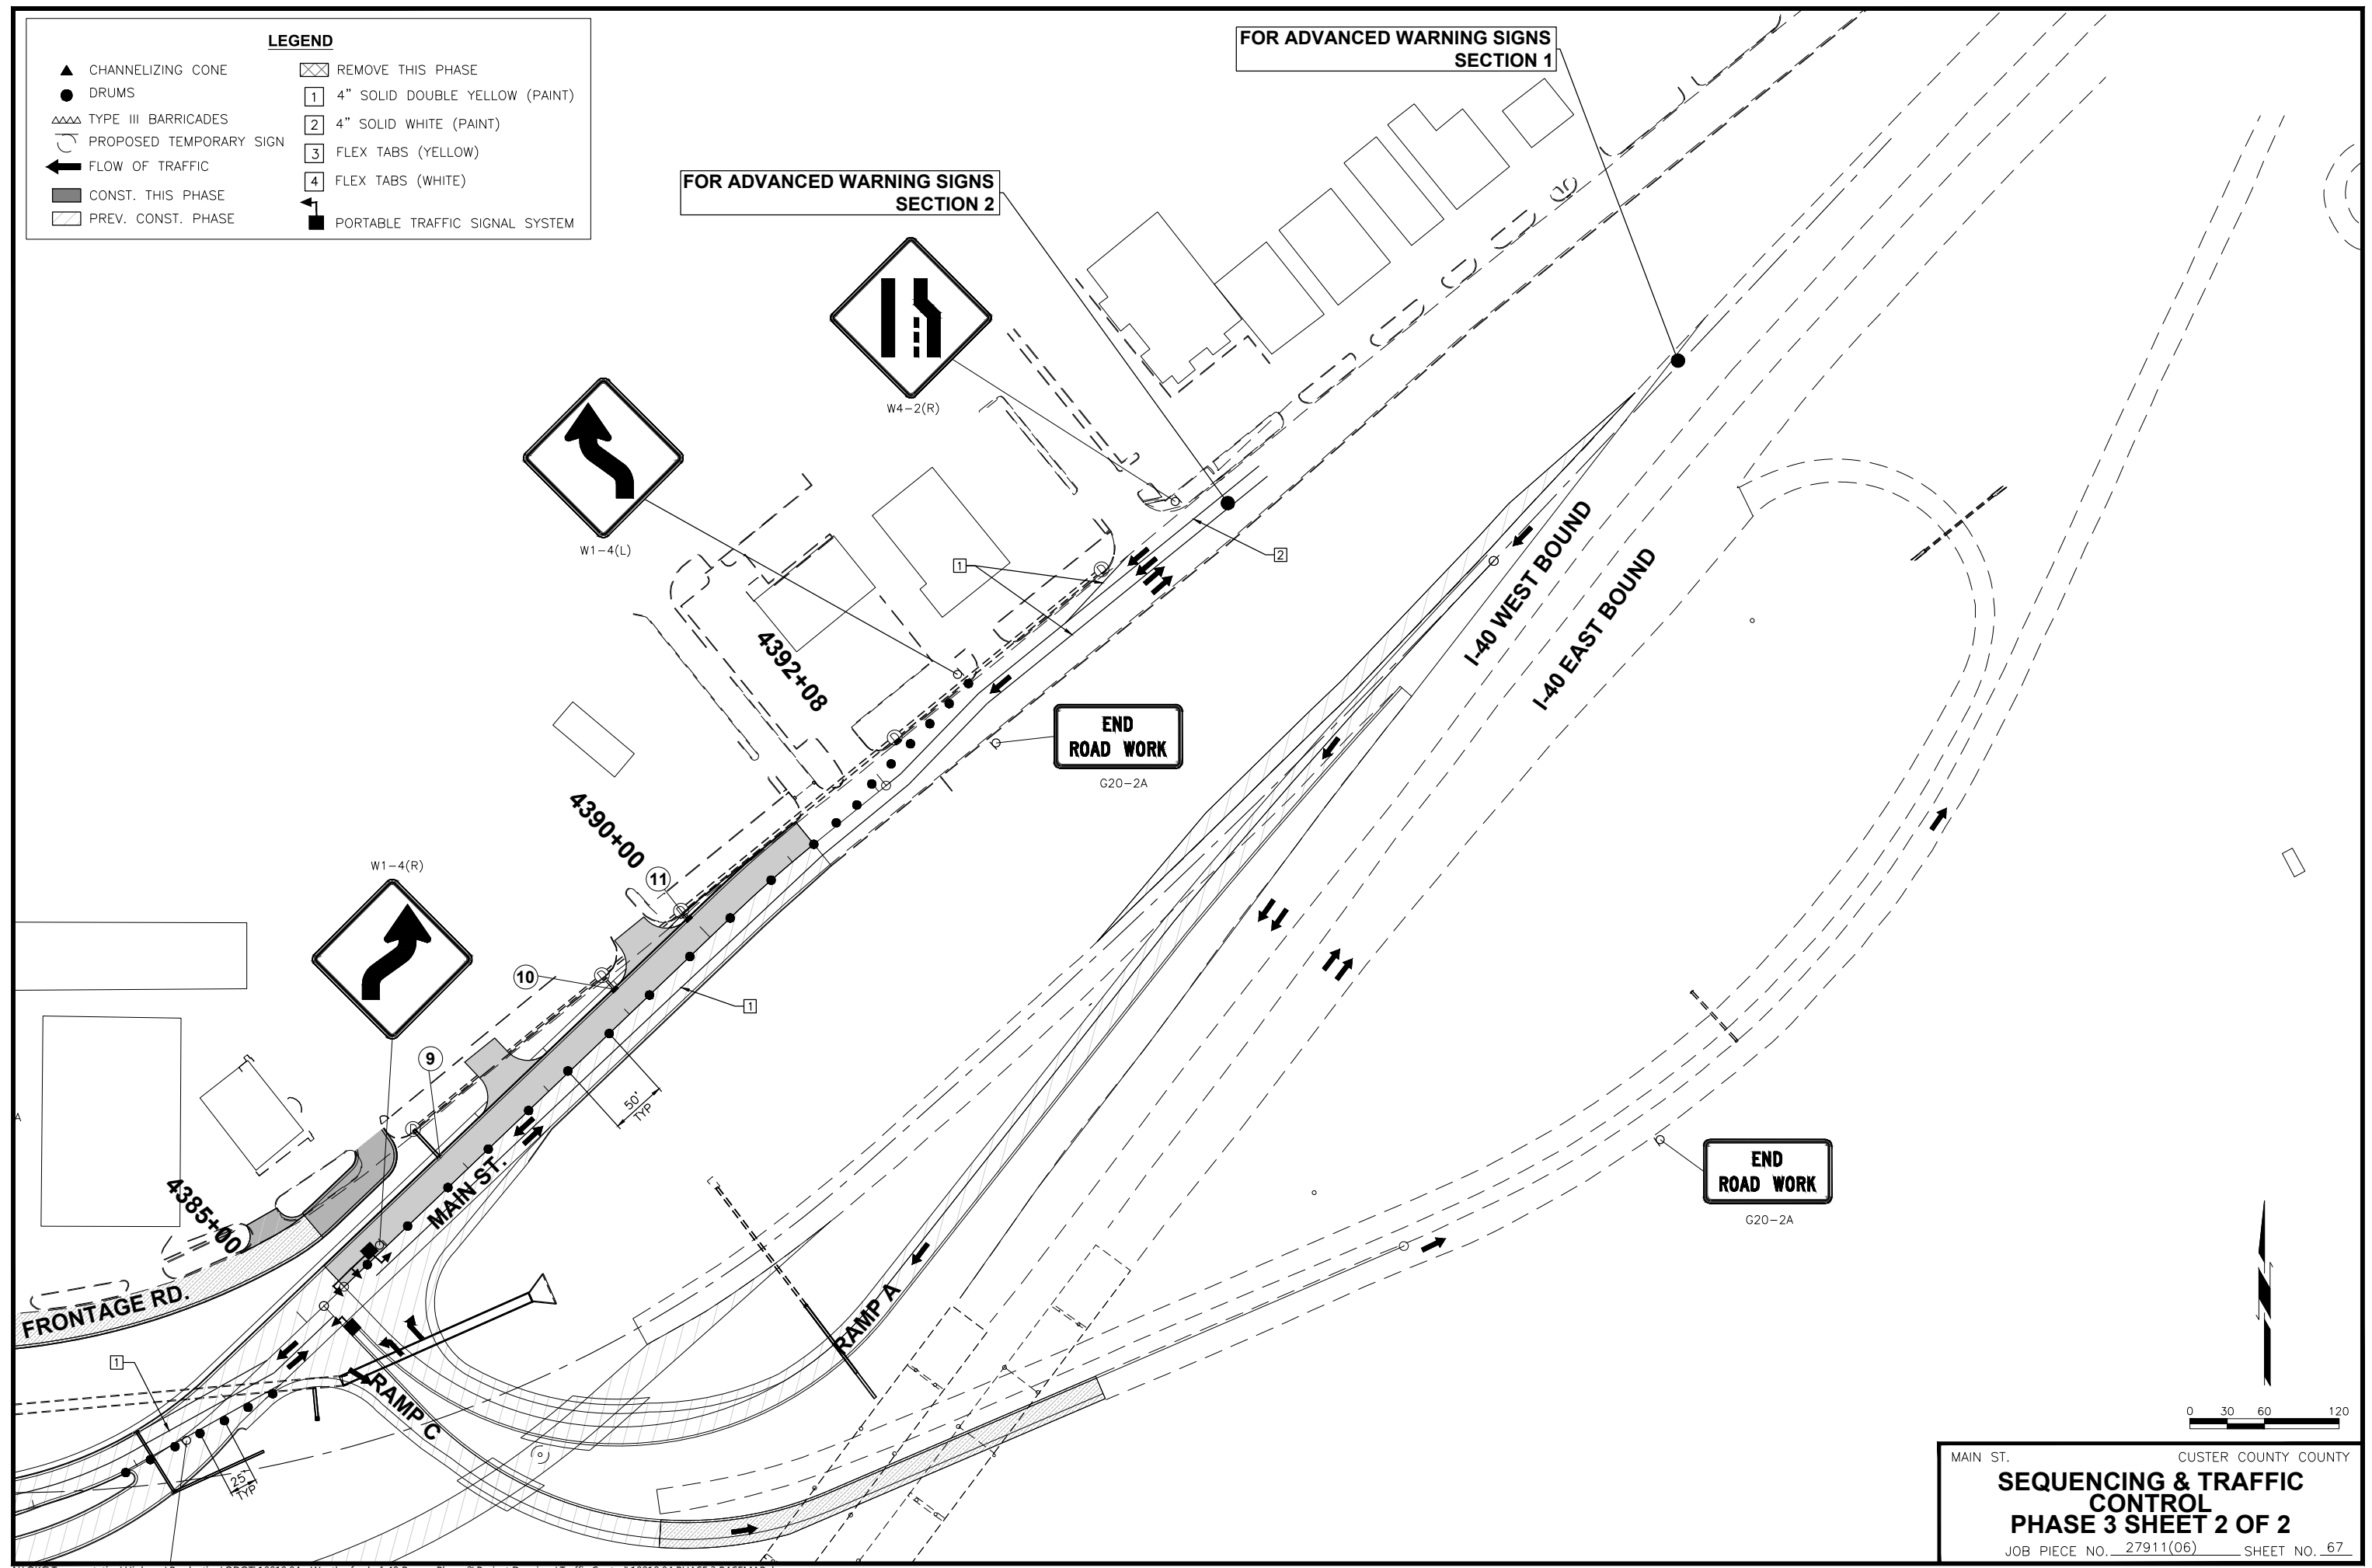 LEGEND
CHANNELIZING CONE
DRUMS
TYPE III BARRICADES
PROPOSED TEMPORARY SIGN
FLOW OF TRAFFIC
CONST. THIS PHASE
PREV. CONST. PHASE
REMOVE THIS PHASE
1 4" SOLID DOUBLE YELLOW (PAINT)
2 4" SOLID WHITE (PAINT)
3 FLEX TABS (YELLOW)
4 FLEX TABS (WHITE)
PORTABLE TRAFFIC SIGNAL SYSTEM
FOR ADVANCED WARNING SIGNS
SECTION 1
FOR ADVANCED WARNING SIGNS
SECTION 2
W4-2(R)
W1-4(L)
1
2
I-40 WEST BOUND
I-40 EAST BOUND
4392+08
END
ROAD WORK
G20-2A
4390+00
11
W1-4(R)
10
1
9
50'
TYP
A
MAIN ST.
4385+00
END
ROAD WORK
G20-2A
FRONTAGE RD.
RAMP A
1
RAMP C
25'
TYP
0 30 60 120
MAIN ST. CUSTER COUNTY COUNTY
SEQUENCING & TRAFFIC
CONTROL
PHASE 3 SHEET 2 OF 2
JOB PIECE NO. 27911(06) SHEET NO. 67